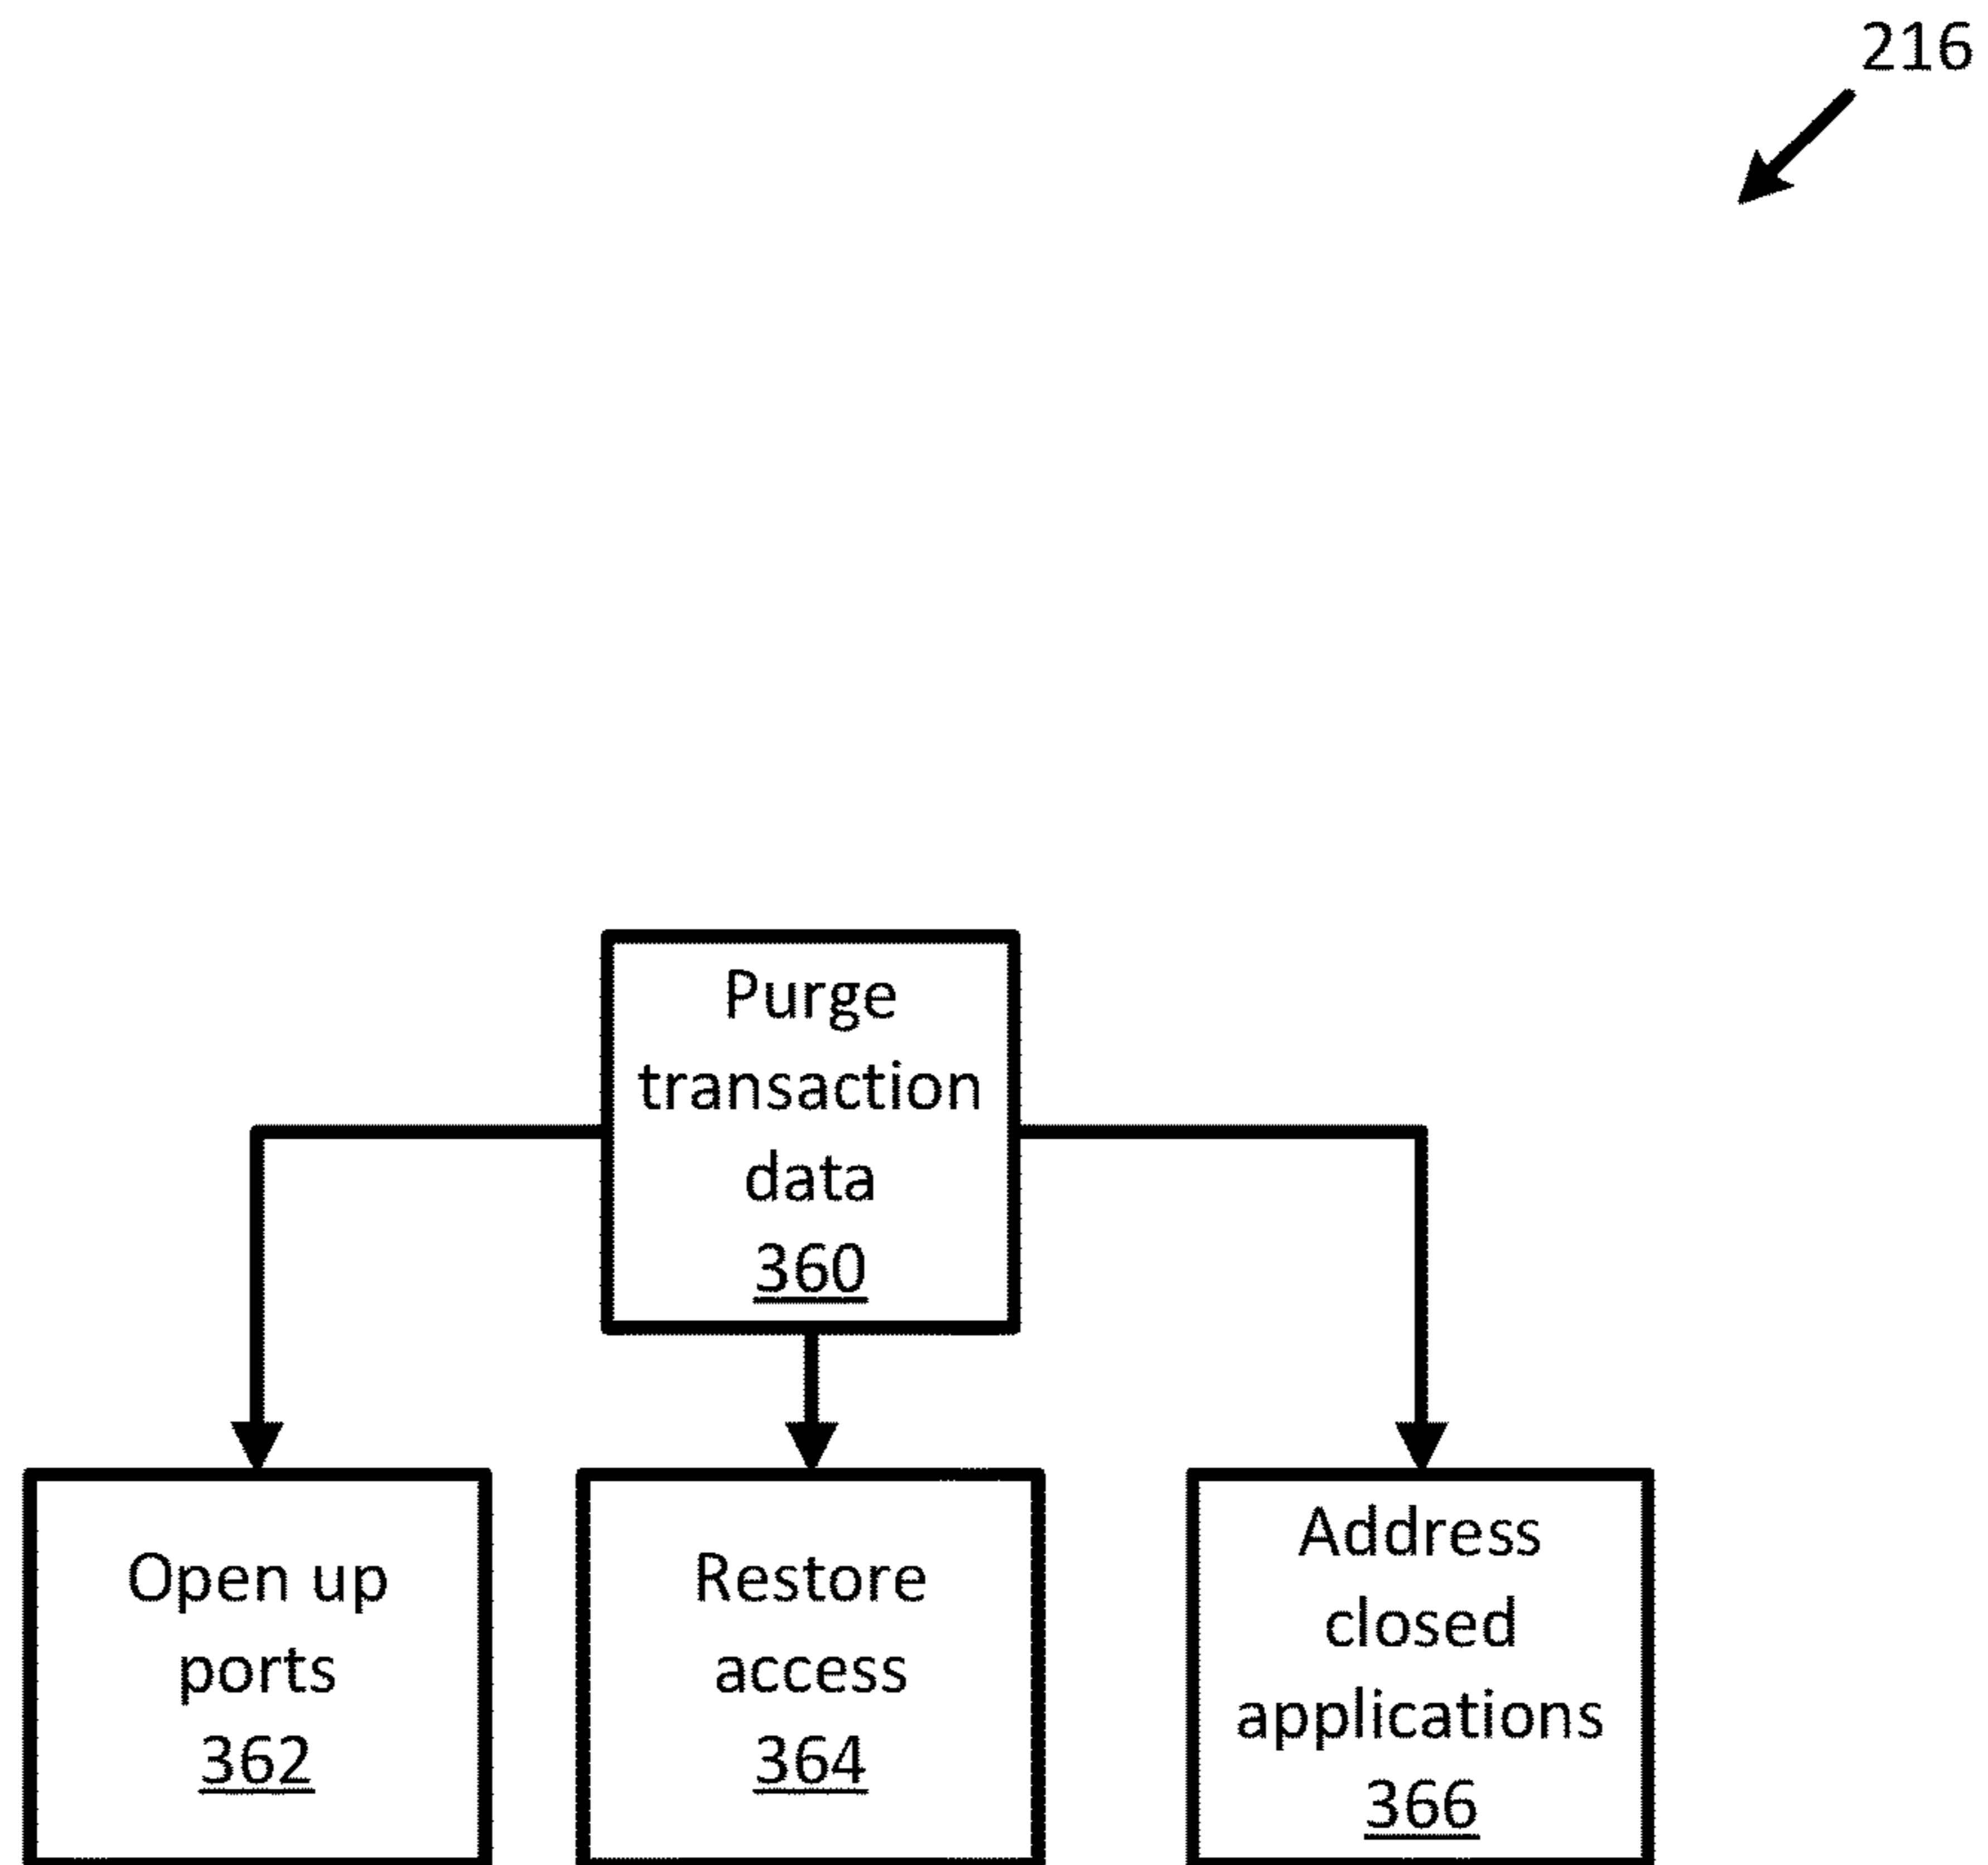 216
Purge
transaction
data
360
Open up
ports
362
Restore
access
364
Address
closed
applications
366